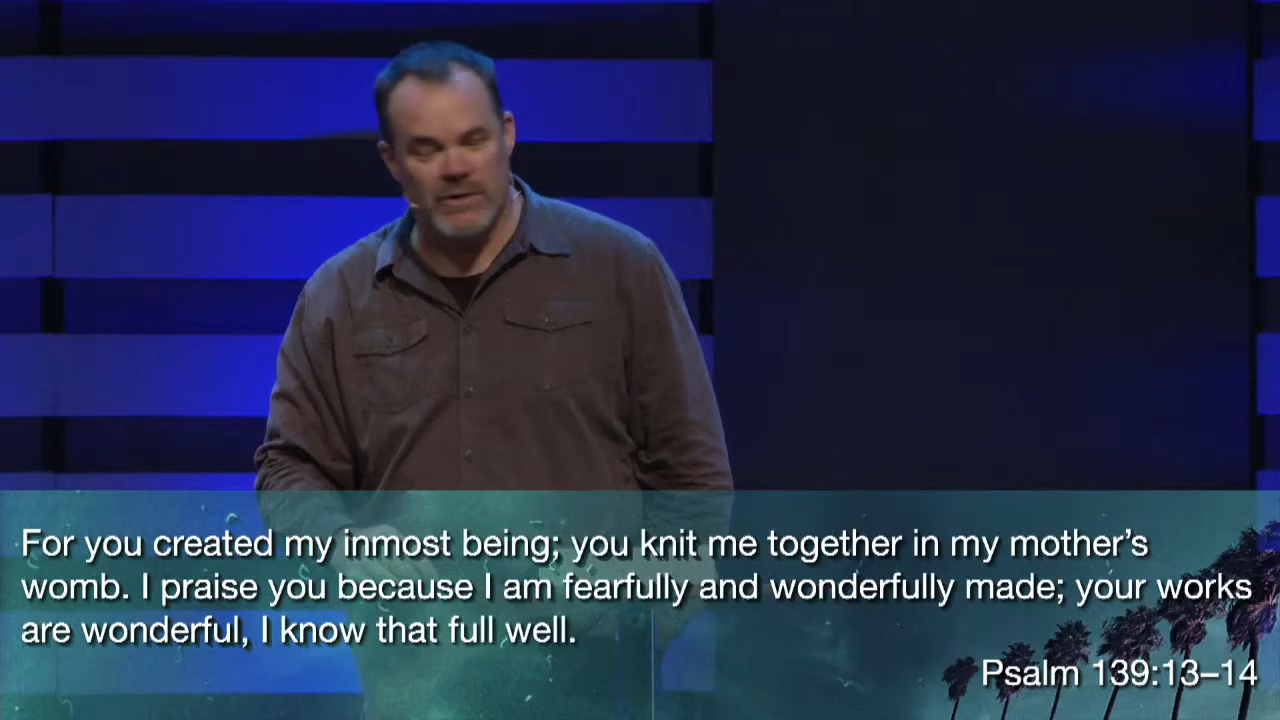 For you created my inmost being; you knit me together in my mother’s
womb. I praise you because I am fearfully and wonderfully made; your works
are wonderful, I know that full well.
Psalm 139:13–14